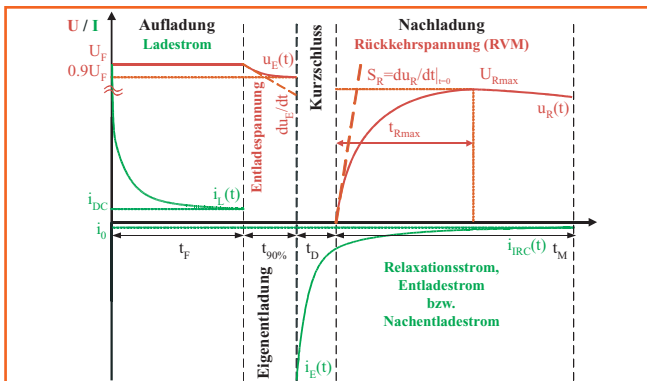 U / I
Aufladung
Ladestrom
Nachladung
Rückkehrspannung (RVM)
U_F
0.9U_F
u_E(t)
Entladespannung
du_E/dt
Kurzschluss
S_R=du_R/dt|_t=0
U_Rmax
u_R(t)
t_Rmax
i_DC
i_L(t)
i_0
t_F
t_90%
t_D
i_IRC(t)
t_M
Eigenentladung
i_E(t)
Relaxationsstrom,
Entladestrom
bzw.
Nachentladestrom